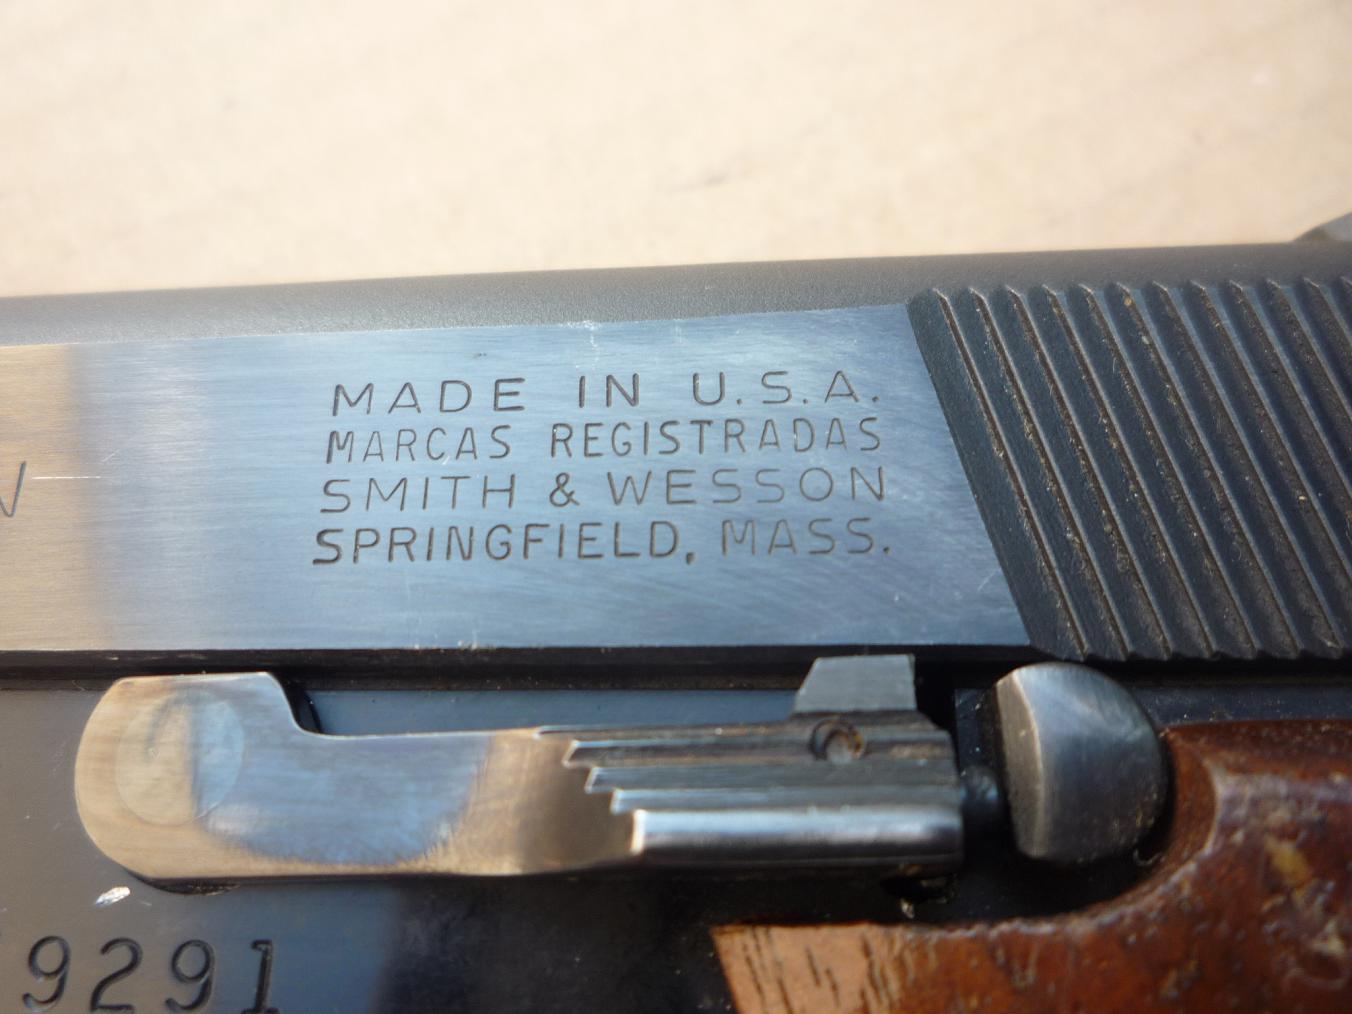 MADE IN U.S.A.
MARCAS REGISTRADAS
SMITH & WESSON
SPRINGFIELD, MASS.
9291